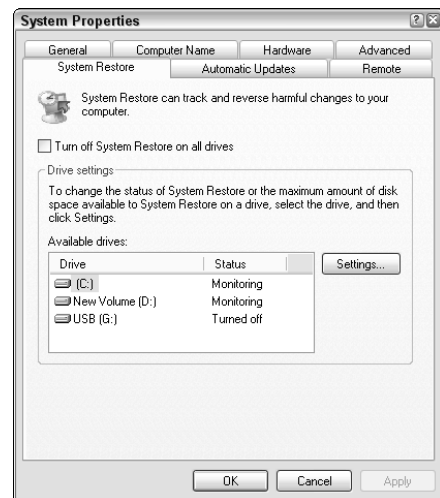 System Properties
General Computer Name Hardware Advanced
System Restore Automatic Updates Remote
System Restore can track and reverse harmful changes to your
computer.
Turn off System Restore on all drives
Drive settings
To change the status of System Restore or the maximum amount of disk
space available to System Restore on a drive, select the drive, and then
click Settings.
Available drives:
Drive Status
(C:) Monitoring
New Volume (D:) Monitoring
USB (G:) Turned off
Settings...
OK Cancel Apply